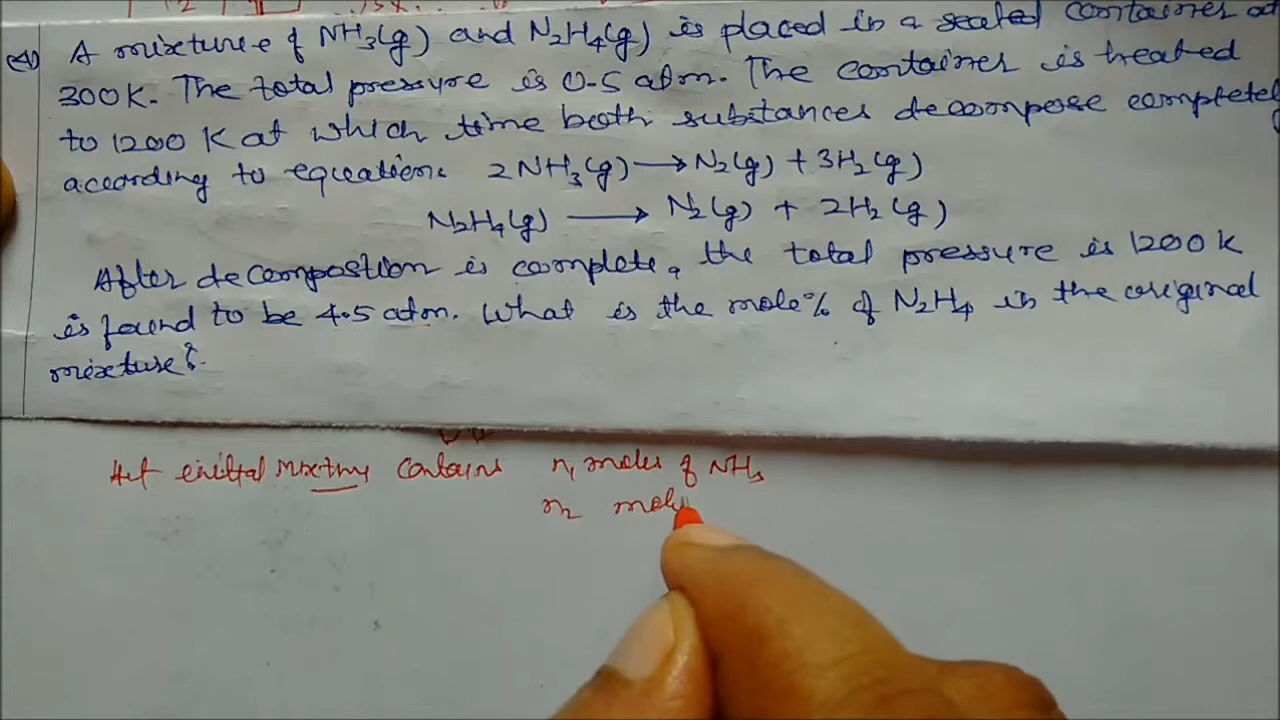 A mixture of NH3(g) and N2H4(g) is placed in a sealed container at
300K. The total pressure is 0.5 atm. The container is heated
to 1200 K at which time both substances decompose completely
according to equation: 2NH3(g) → N2(g) + 3H2(g)
N2H4(g) → N2(g) + 2H2(g)
After decomposition is complete, the total pressure is 1200 K
is found to be 4.5 atm. What is the mole% of N2H4 in the original
mixture?
initial mixture contains n1 moles of NH3
n2 mole